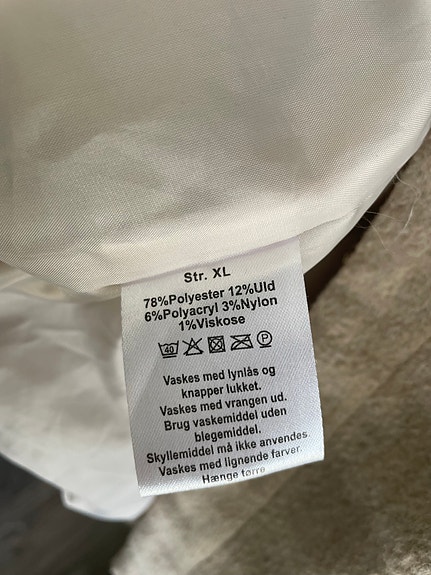 Str. XL
78%Polyester 12%Uld
6%Polyacryl 3%Nylon
1%Viskose
40 P
Vaskes med lynlås og
knapper lukket.
Vaskes med vrangen ud.
Brug vaskemiddel uden
blegemiddel.
Skyllemiddel må ikke anvendes.
Vaskes med lignende farver.
Hænge tørre